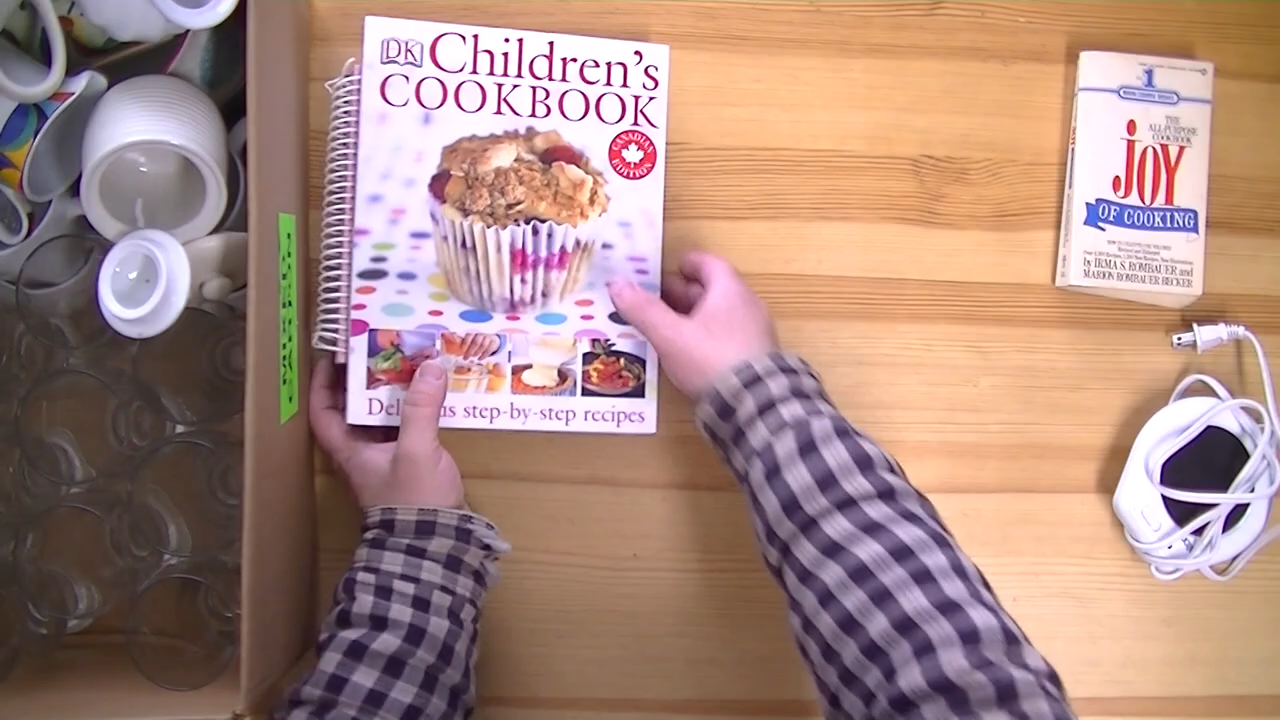 DK
Children's
COOKBOOK
CANADIAN
EDITION
step-by-step recipes
1
THE
ALL-PURPOSE
COOKBOOK
JOY
OF COOKING
by IRMA S. ROMBAUER and
MARION ROMBAUER BECKER